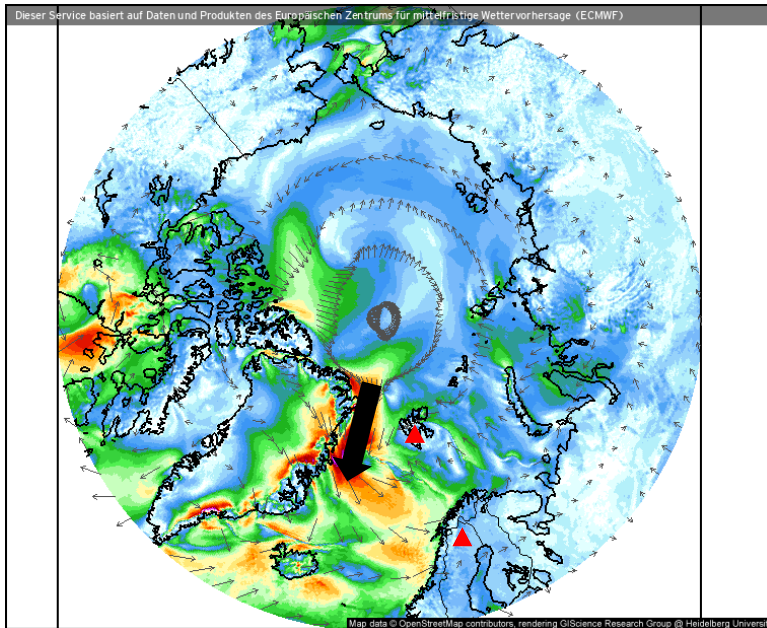 Dieser Service basiert auf Daten und Produkten des Europäischen Zentrums für mittelfristige Wettervorhersage (ECMWF)
Map data © OpenStreetMap contributors, rendering GIScience Research Group @ Heidelberg Universit